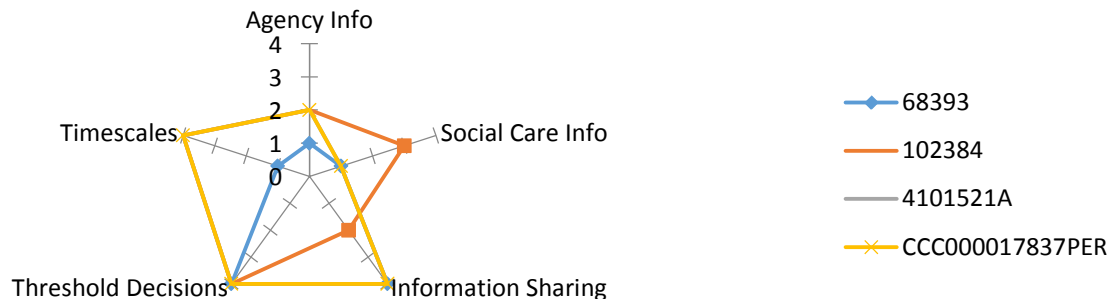 Agency Info
4
3
2
1
0
Social Care Info
Information Sharing
Threshold Decisions
Timescales
68393
102384
4101521A
CCC000017837PER